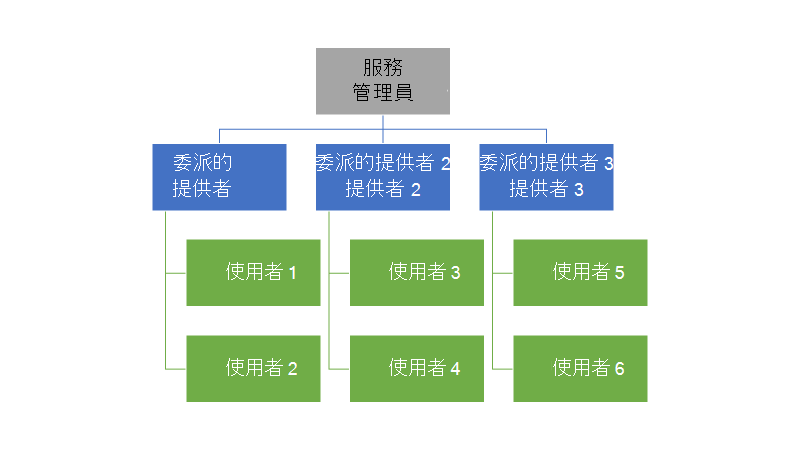 服務
管理員
委派的
提供者
委派的提供者 2
提供者 2
委派的提供者 3
提供者 3
使用者 1
使用者 3
使用者 5
使用者 2
使用者 4
使用者 6